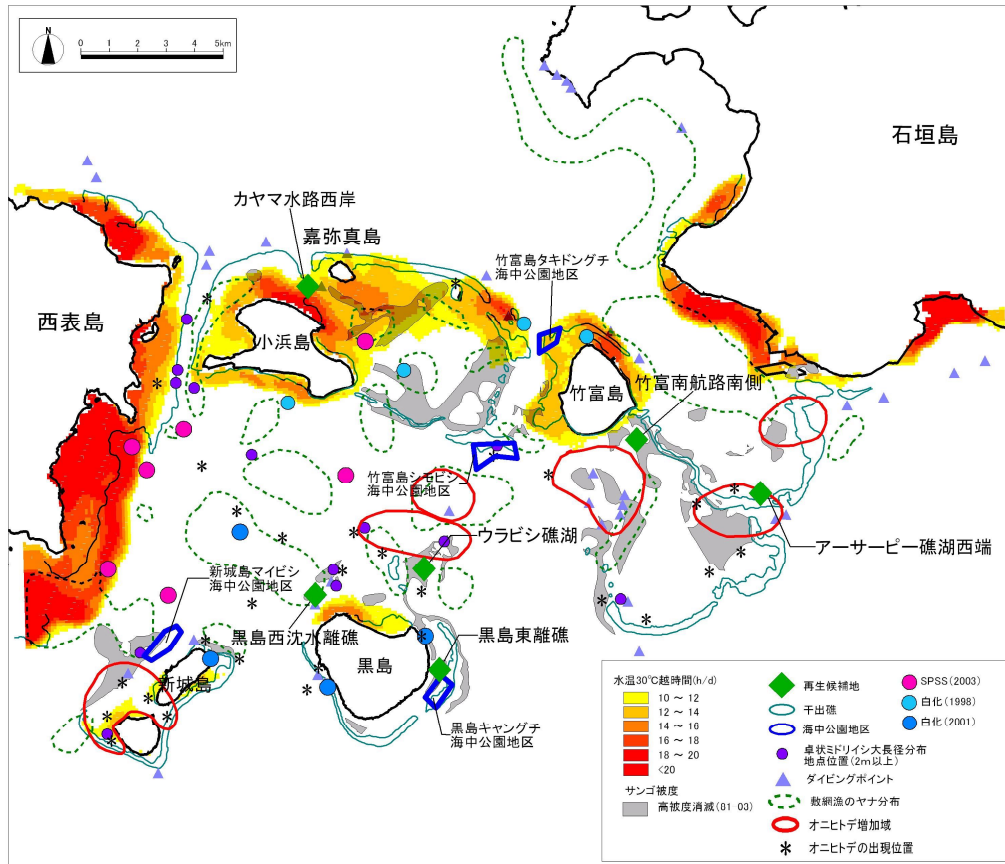 N
0 1 2 3 4 5km
石垣島
カヤマ水路西岸
嘉弥真島
竹富島タキドングチ
海中公園地区
西表島
小浜島
竹富島
竹富南航路南側
竹富島シモビシ
海中公園地区
ウラビシ礁湖
アーサーピー礁湖西端
新城島マイビシ
海中公園地区
黒島西沈水離礁
黒島東離礁
新城島
黒島
黒島キャングチ
海中公園地区
水温30℃越時間(h/d)
10 ～ 12
12 ～ 14
14 ～ 16
16 ～ 18
18 ～ 20
<20
サンゴ被度
高被度消滅(81 03)
再生候補地
干出礁
海中公園地区
卓状ミドリイシ大長径分布
地点位置(2m以上)
ダイビングポイント
敷網漁のヤナ分布
オニヒトデ増加域
オニヒトデの出現位置
SPSS(2003)
白化(1998)
白化(2001)